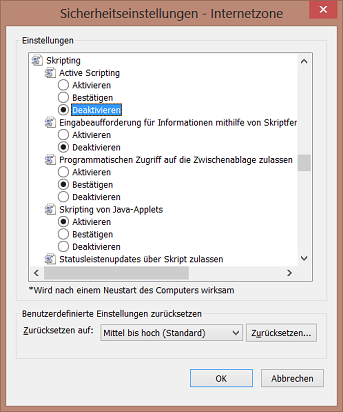 Sicherheitseinstellungen - Internetzone
Einstellungen
Skripting
Active Scripting
Aktivieren
Bestätigen
Deaktivieren
Eingabeaufforderung für Informationen mithilfe von Skriptfen
Aktivieren
Deaktivieren
Programmatischen Zugriff auf die Zwischenablage zulassen
Aktivieren
Bestätigen
Deaktivieren
Skripting von Java-Applets
Aktivieren
Bestätigen
Deaktivieren
Statusleistenupdates über Skript zulassen
*Wird nach einem Neustart des Computers wirksam
Benutzerdefinierte Einstellungen zurücksetzen
Zurücksetzen auf: Mittel bis hoch (Standard) Zurücksetzen...
OK Abbrechen